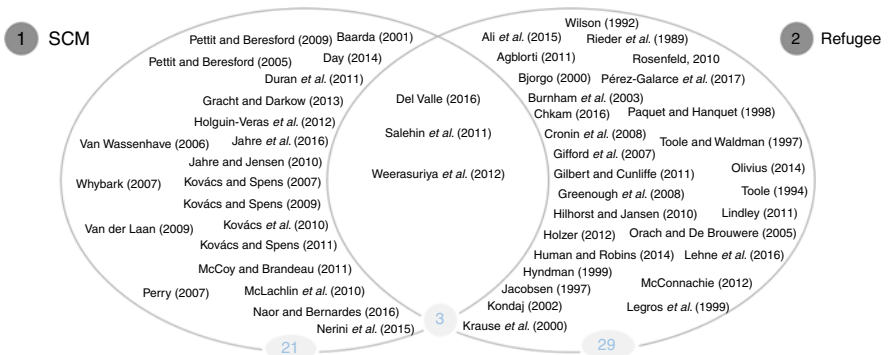 1 SCM
Pettit and Beresford (2009)
Baarda (2001)
Pettit and Beresford (2005)
Day (2014)
Duran et al. (2011)
Gracht and Darkow (2013)
Holguin-Veras et al. (2012)
Van Wassenhave (2006)
Jahre et al. (2016)
Jahre and Jensen (2010)
Whybark (2007)
Kovács and Spens (2007)
Kovács and Spens (2009)
Van der Laan (2009)
Kovács et al. (2010)
Kovács and Spens (2011)
McCoy and Brandeau (2011)
Perry (2007)
McLachlin et al. (2010)
Naor and Bernardes (2016)
Nerini et al. (2015)
21
Del Valle (2016)
Salehin et al. (2011)
Weerasuriya et al. (2012)
3
2 Refugee
Wilson (1992)
Ali et al. (2015)
Rieder et al. (1989)
Agblorti (2011)
Rosenfeld, 2010
Bjorgo (2000)
Pérez-Galarce et al. (2017)
Burnham et al. (2003)
Chkam (2016)
Paquet and Hanquet (1998)
Cronin et al. (2008)
Toole and Waldman (1997)
Gifford et al. (2007)
Gilbert and Cunliffe (2011)
Olivius (2014)
Greenough et al. (2008)
Toole (1994)
Hilhorst and Jansen (2010)
Lindley (2011)
Holzer (2012)
Orach and De Brouwere (2005)
Human and Robins (2014)
Lehne et al. (2016)
Hyndman (1999)
McConnachie (2012)
Jacobsen (1997)
Kondaj (2002)
Legros et al. (1999)
Krause et al. (2000)
29